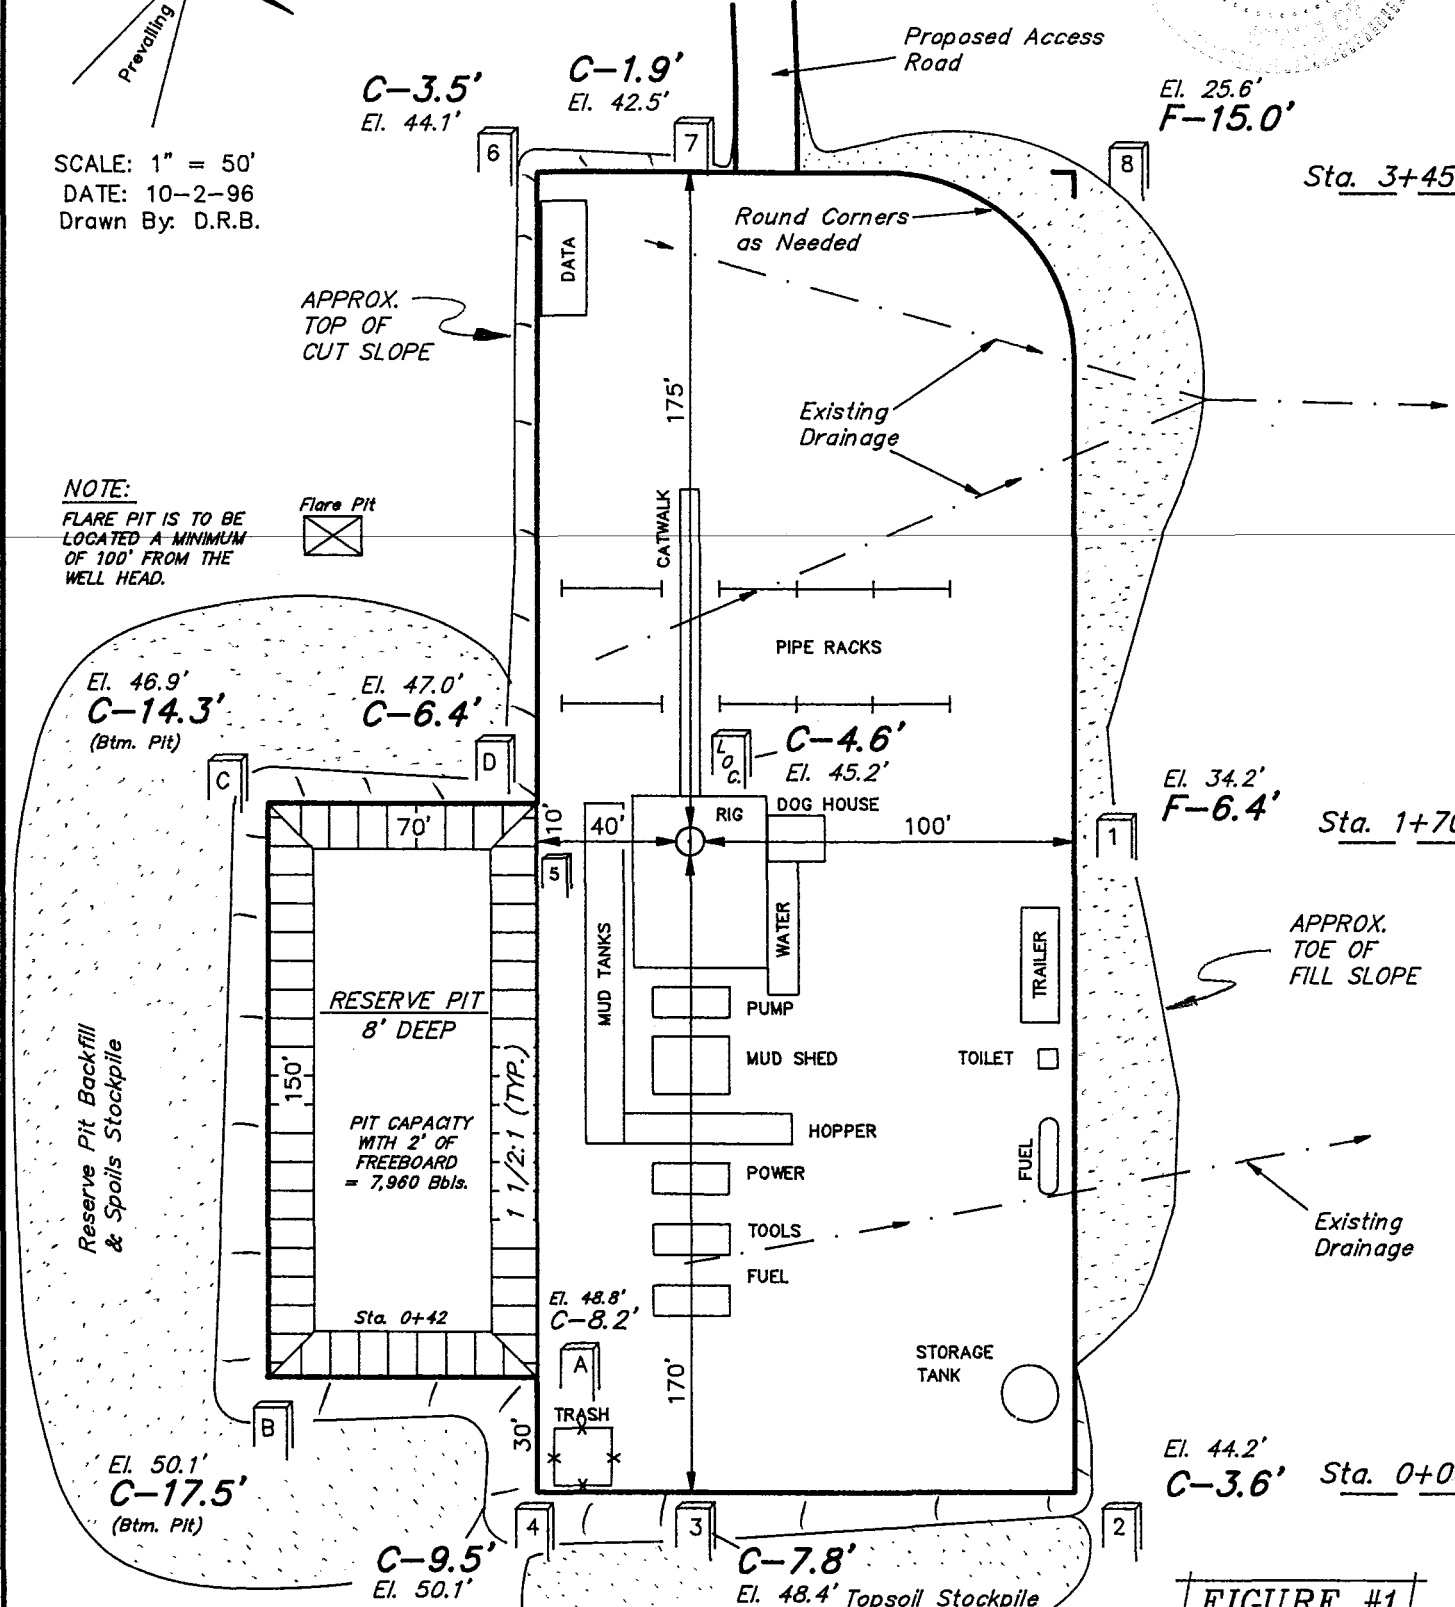 Prevailing
SCALE: 1" = 50'
DATE: 10-2-96
Drawn By: D.R.B.
C-3.5'
El. 44.1'
C-1.9'
El. 42.5'
Proposed Access
Road
El. 25.6'
F-15.0'
6
7
8
Sta. 3+45
Round Corners
as Needed
DATA
APPROX.
TOP OF
CUT SLOPE
175'
Existing
Drainage
NOTE:
FLARE PIT IS TO BE
LOCATED A MINIMUM
OF 100' FROM THE
WELL HEAD.
Flare Pit
CATWALK
PIPE RACKS
El. 46.9'
C-14.3'
(Btm. Pit)
El. 47.0'
C-6.4'
C
D
LOC.
C-4.6'
El. 45.2'
El. 34.2'
F-6.4'
Sta. 1+70
1
70'
10'
40'
RIG
DOG HOUSE
100'
5
MUD TANKS
WATER
TRAILER
APPROX.
TOE OF
FILL SLOPE
RESERVE PIT
8' DEEP
PUMP
MUD SHED
TOILET
Reserve Pit Backfill
& Spoils Stockpile
150'
1 1/2:1 (TYP.)
PIT CAPACITY
WITH 2' OF
FREEBOARD
= 7,960 Bbls.
HOPPER
POWER
FUEL
TOOLS
FUEL
Existing
Drainage
Sta. 0+42
El. 48.8'
C-8.2'
A
TRASH
170'
STORAGE
TANK
B
30'
El. 50.1'
C-17.5'
(Btm. Pit)
El. 44.2'
C-3.6'
Sta. 0+0
4
3
2
C-9.5'
El. 50.1'
C-7.8'
El. 48.4'
Topsoil Stockpile
FIGURE #1